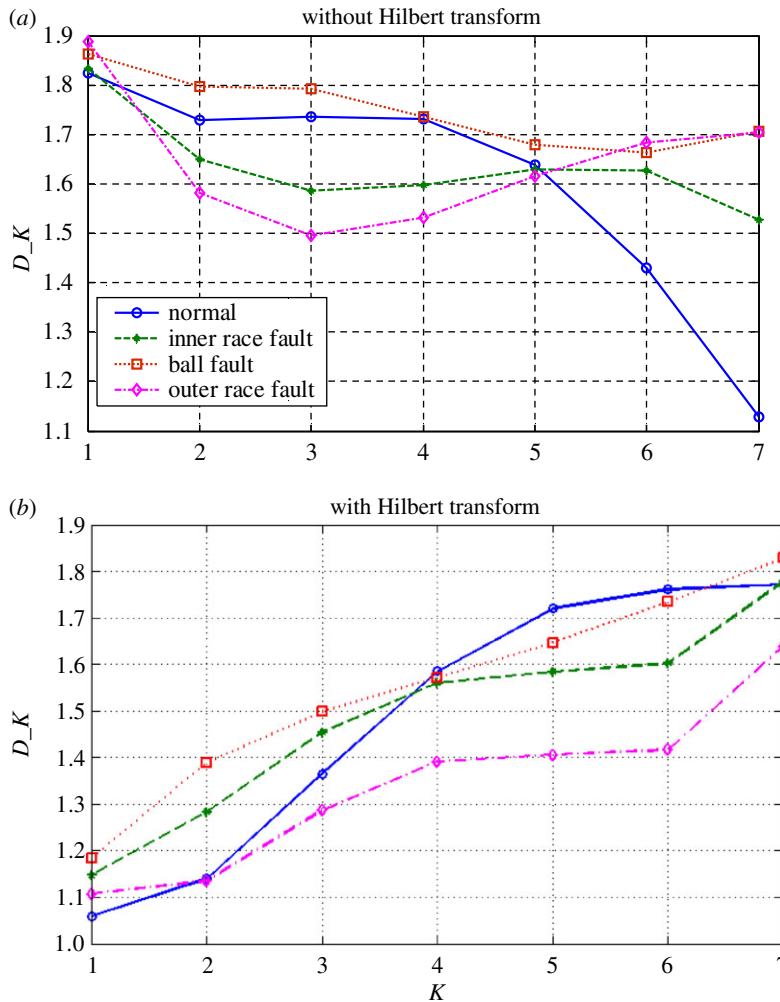 (a)
without Hilbert transform
1.9
1.8
1.7
1.6
1.5
1.4
1.3
1.2
1.1
D_K
normal
inner race fault
ball fault
outer race fault
1 2 3 4 5 6 7
(b)
with Hilbert transform
1.9
1.8
1.7
1.6
1.5
1.4
1.3
1.2
1.1
1.0
D_K
1 2 3 4 5 6 7
K